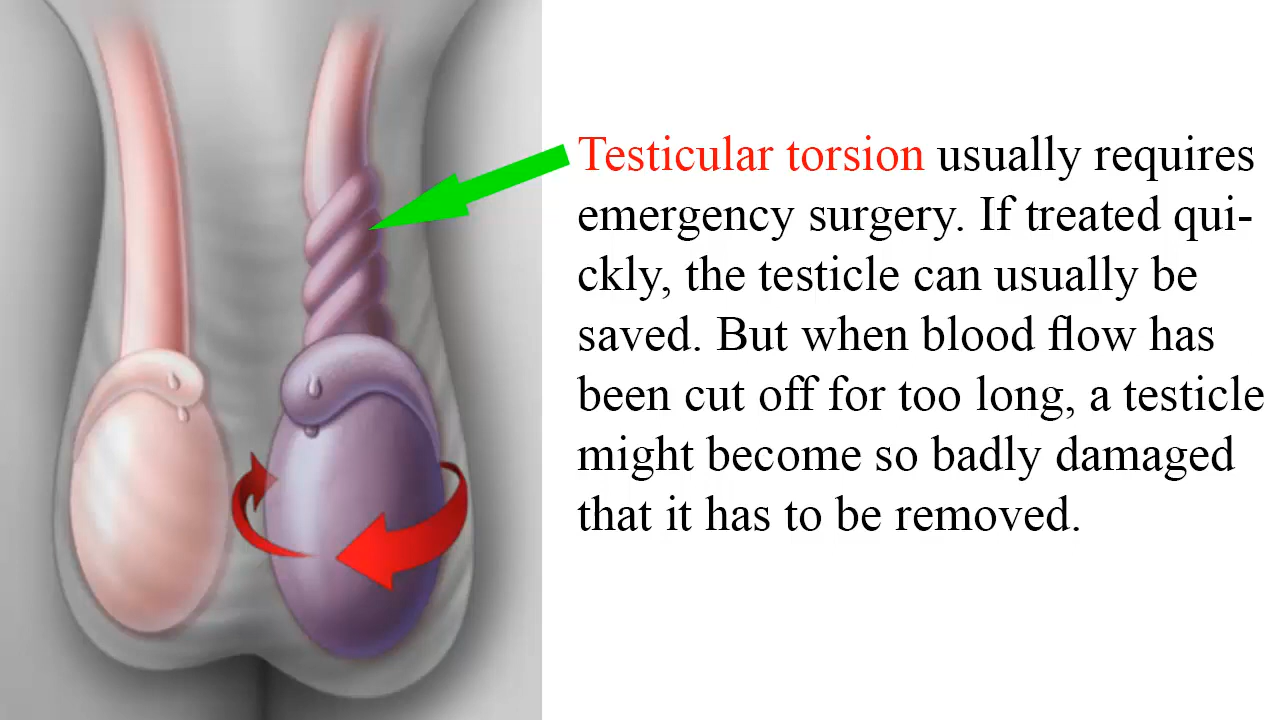 Testicular torsion usually requires
emergency surgery. If treated qui-
ckly, the testicle can usually be
saved. But when blood flow has
been cut off for too long, a testicle
might become so badly damaged
that it has to be removed.